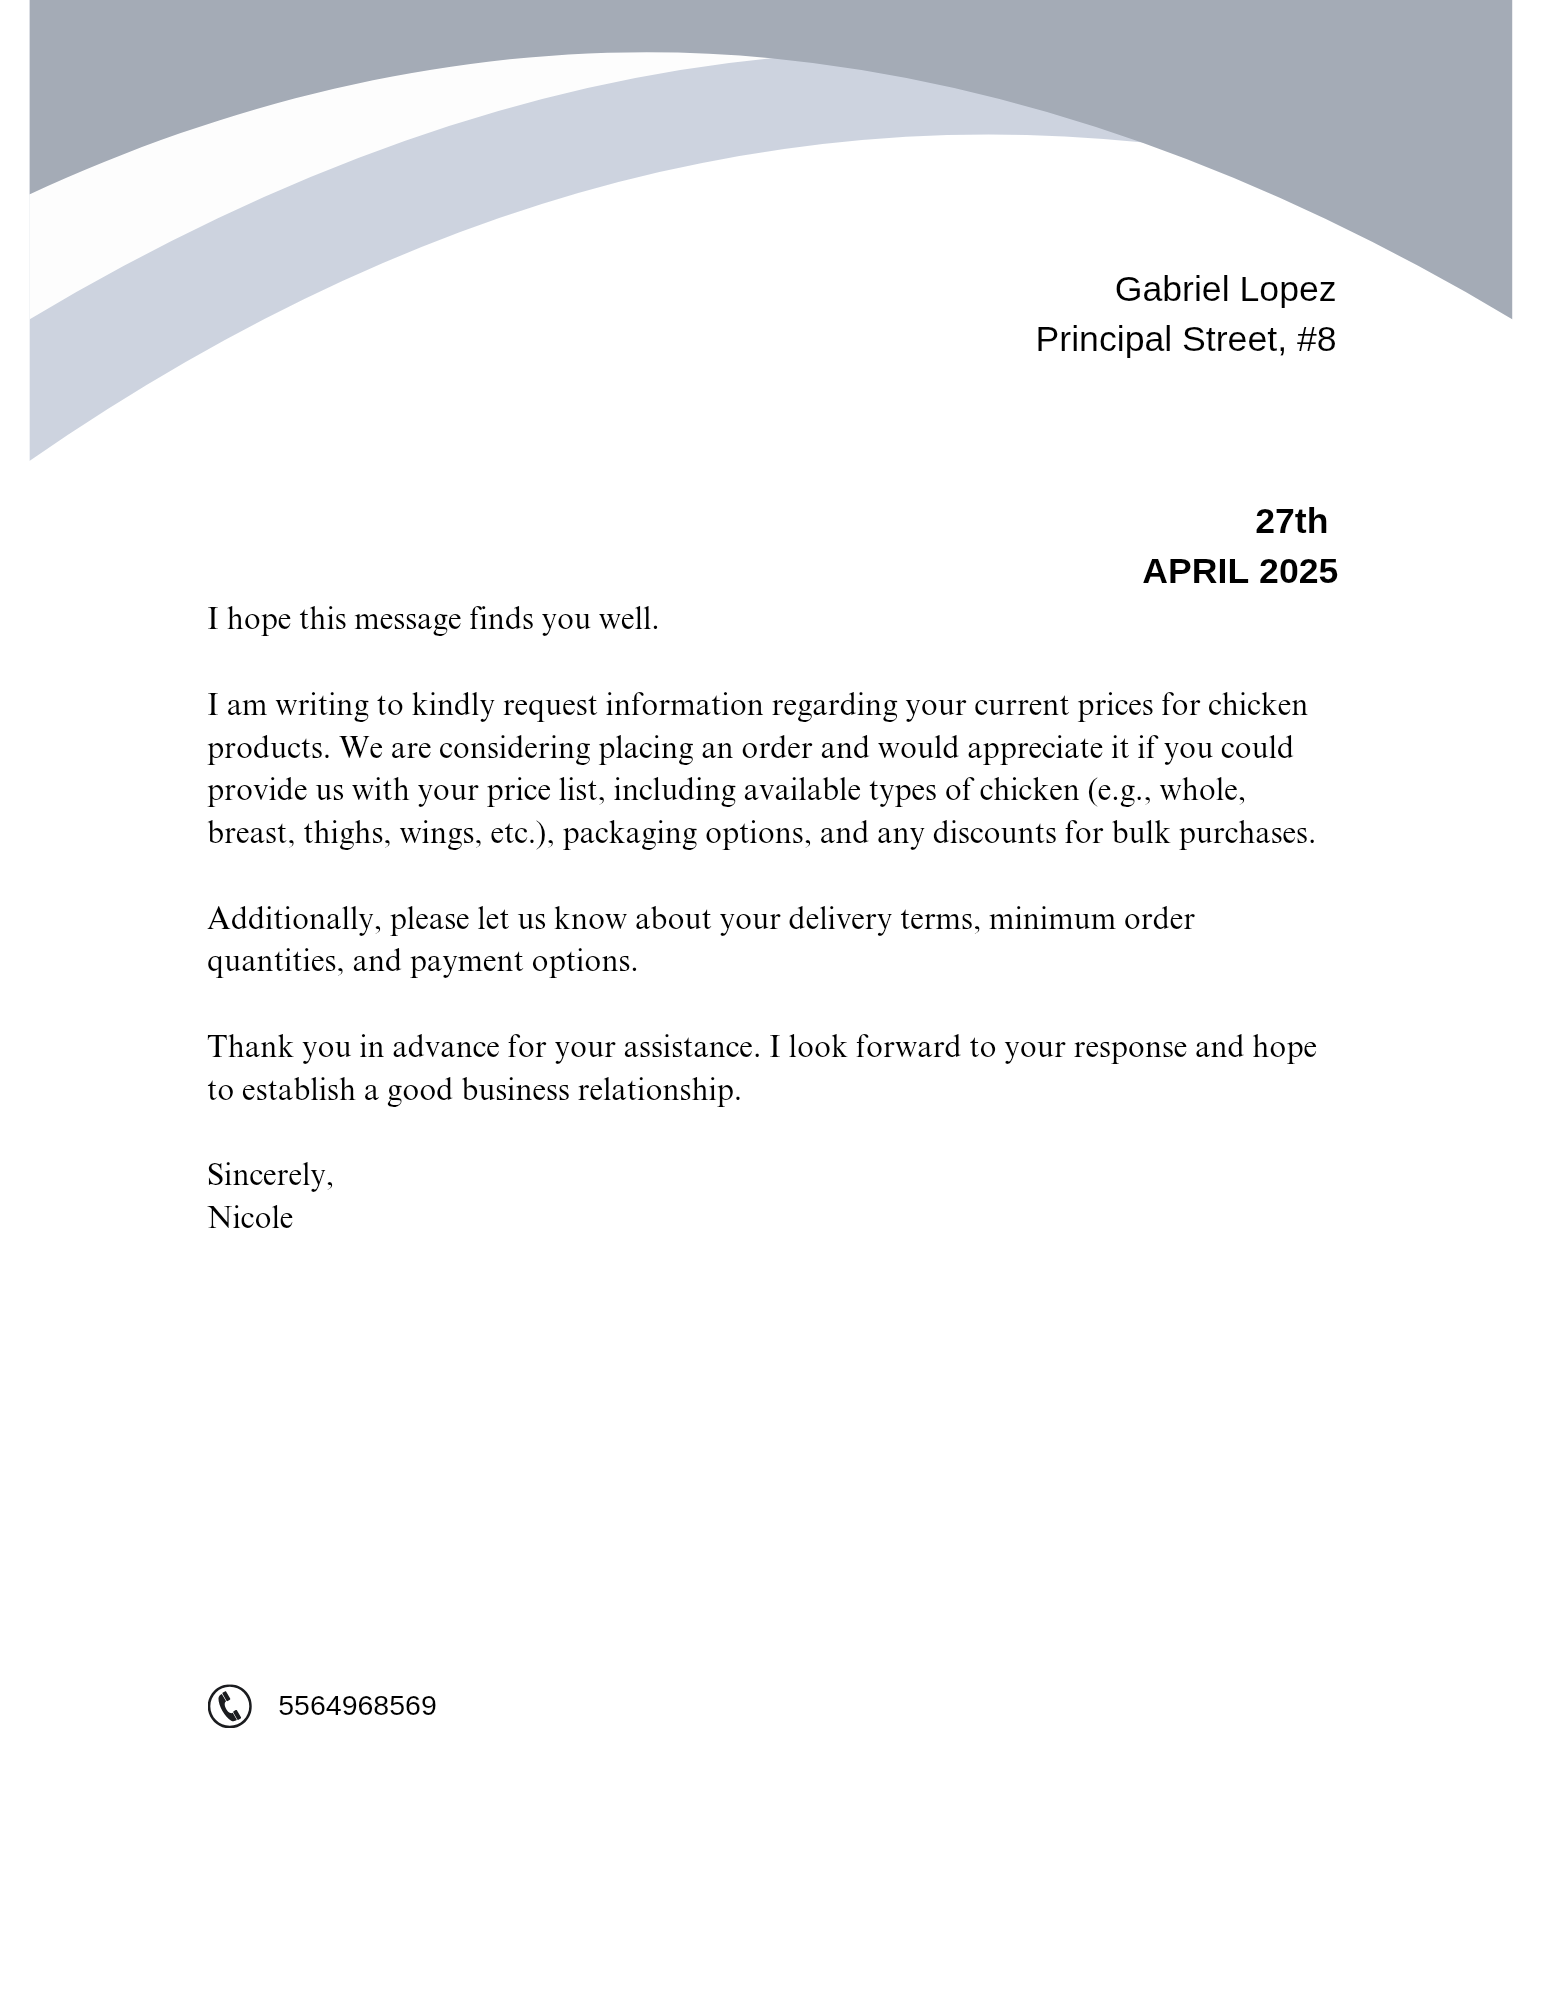 Gabriel Lopez
Principal Street, #8
27th
APRIL 2025
I hope this message finds you well.
I am writing to kindly request information regarding your current prices for chicken
products. We are considering placing an order and would appreciate it if you could
provide us with your price list, including available types of chicken (e.g., whole,
breast, thighs, wings, etc.), packaging options, and any discounts for bulk purchases.
Additionally, please let us know about your delivery terms, minimum order
quantities, and payment options.
Thank you in advance for your assistance. I look forward to your response and hope
to establish a good business relationship.
Sincerely,
Nicole
5564968569